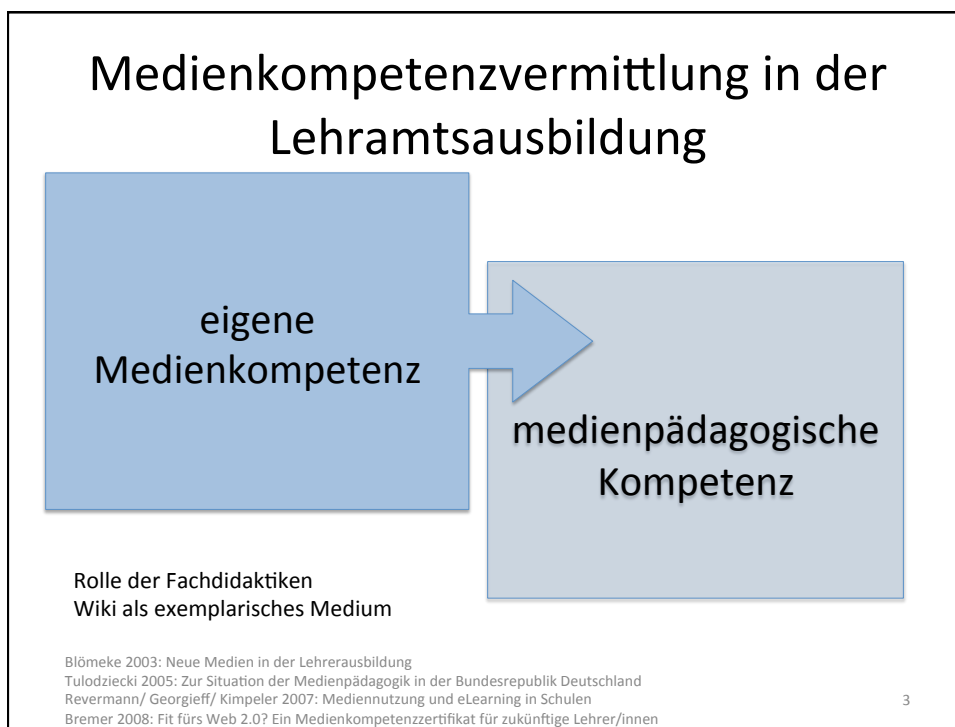 Medienkompetenzvermittlung in der
Lehramtsausbildung
eigene
Medienkompetenz
medienpädagogische
Kompetenz
Rolle der Fachdidaktiken
Wiki als exemplarisches Medium
Blömeke 2003: Neue Medien in der Lehrerausbildung
Tulodziecki 2005: Zur Situation der Medienpädagogik in der Bundesrepublik Deutschland
Revermann/ Georgieff/ Kimpeler 2007: Mediennutzung und eLearning in Schulen
Bremer 2008: Fit fürs Web 2.0? Ein Medienkompetenzzertifikat für zukünftige Lehrer/innen
3